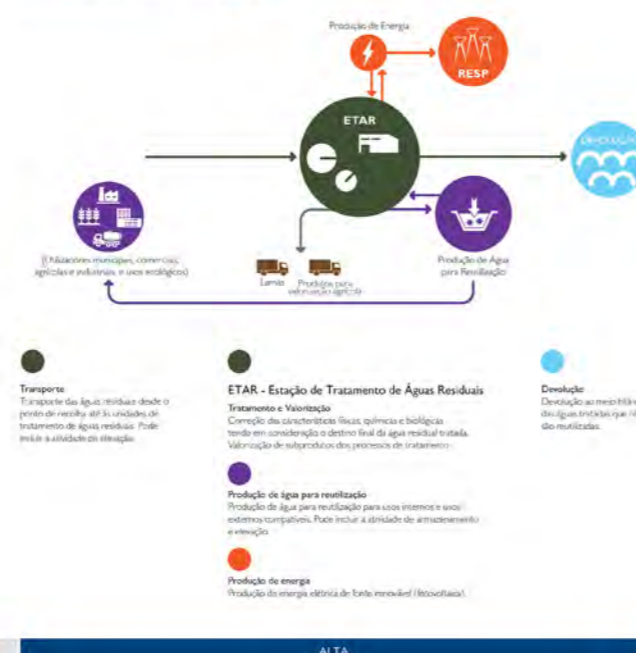 Produção de Energia
RESP
ETAR
DEVOLUÇÃO
(Utilizadores municipais, comerciais,
agrícolas e industriais, e usos ecológicos)
Lamas
Produtos para
valorização agrícola
Produção de Água
para Reutilização
Transporte
Transporte das águas residuais desde o
ponto de recolha até às unidades de
tratamento de águas residuais. Pode
incluir a atividade de elevação.
ETAR - Estação de Tratamento de Águas Residuais
Tratamento e Valorização
Correção das características físicas, químicas e biológicas
tendo em consideração o destino final da água residual tratada.
Valorização de subprodutos dos processos de tratamento.
Produção de água para reutilização
Produção de água para reutilização para usos internos e usos
externos compatíveis. Pode incluir a atividade de armazenamento
e elevação.
Produção de energia
Produção de energia elétrica de fonte renovável (fotovoltaica).
Devolução
Devolução ao meio
das águas tratadas que
são reutilizadas.
ALTA